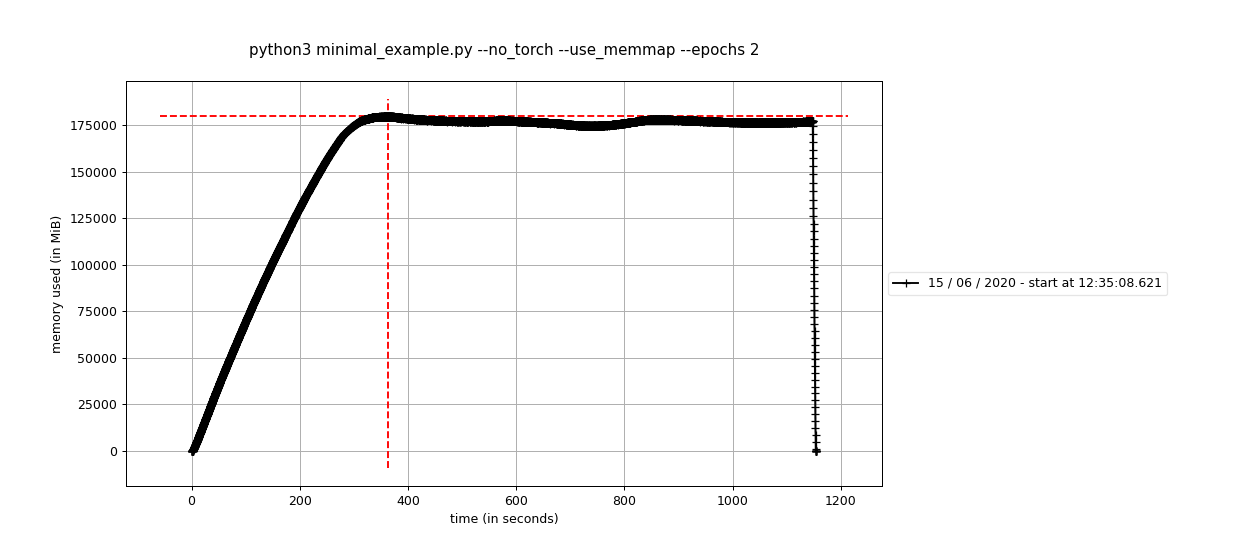 python3 minimal_example.py --no_torch --use_memmap --epochs 2
memory used (in MiB)
175000
150000
125000
100000
75000
50000
25000
0
0 200 400 600 800 1000 1200
time (in seconds)
15 / 06 / 2020 - start at 12:35:08.621